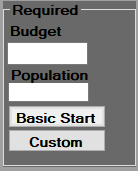 Required
Budget
Population
Basic Start
Custom